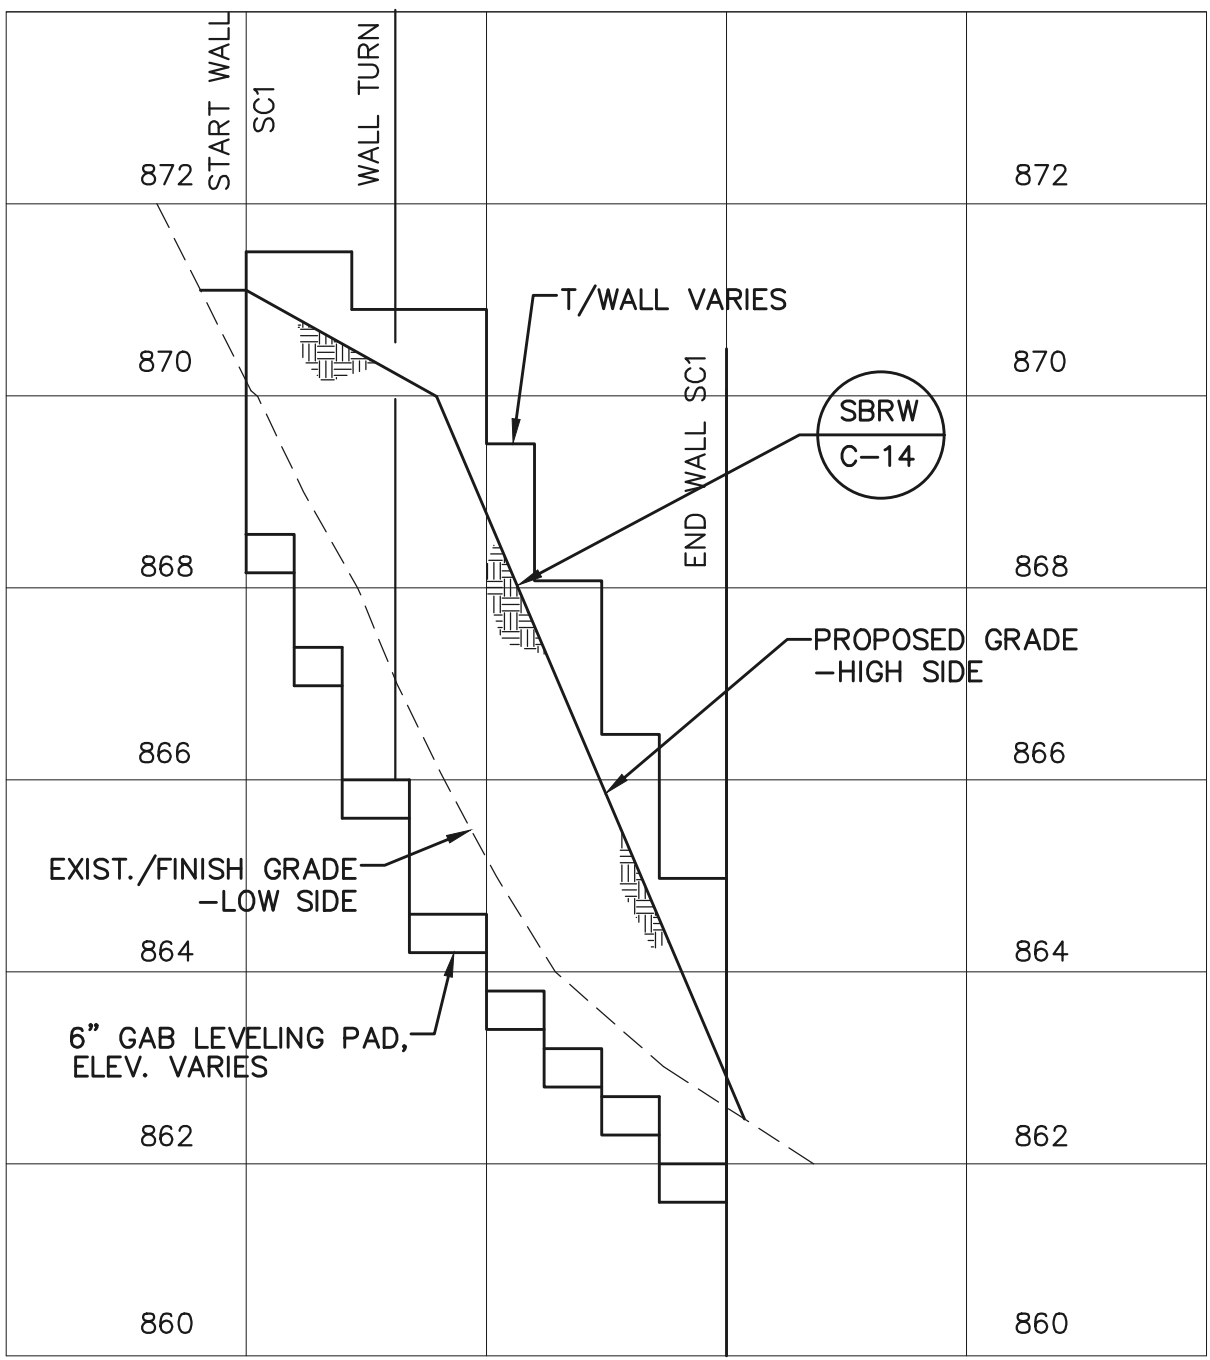 START WALL
SC1
WALL TURN
872
872
T/WALL VARIES
870
870
END WALL SC1
SBRW
C-14
868
868
PROPOSED GRADE
-HIGH SIDE
866
866
EXIST./FINISH GRADE
-LOW SIDE
864
864
6" GAB LEVELING PAD,
ELEV. VARIES
862
862
860
860